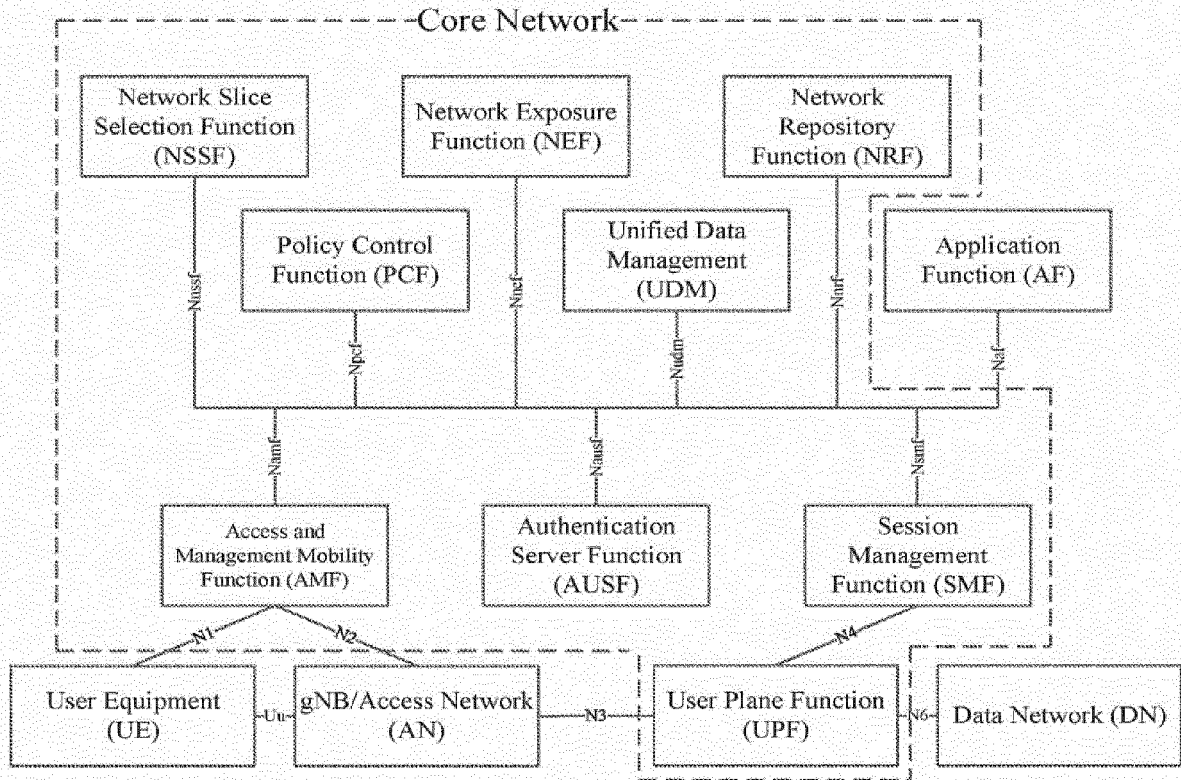 Core Network
Network Slice
Selection Function
(NSSF)
Network Exposure
Function (NEF)
Network
Repository
Function (NRF)
Policy Control
Function (PCF)
Unified Data
Management
(UDM)
Application
Function (AF)
Nnssf
Npcf
Nnef
Nudm
Nnrf
Naf
Namf
Nausf
Nsmf
Access and
Management Mobility
Function (AMF)
Authentication
Server Function
(AUSF)
Session
Management
Function (SMF)
N1
N2
N4
User Equipment
(UE)
Uu
gNB/Access Network
(AN)
N3
User Plane Function
(UPF)
N6
Data Network (DN)